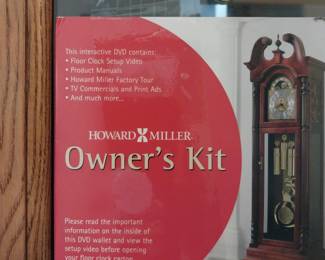 This interactive DVD contains:
• Floor Clock Setup Video
• Product Manuals
• Howard Miller Factory Tour
• TV Commercials and Print Ads
• And much more...
HOWARD MILLER
Owner's Kit
Please read the important
information on the inside of
this DVD wallet and view the
setup video before opening
your floor clock carton.